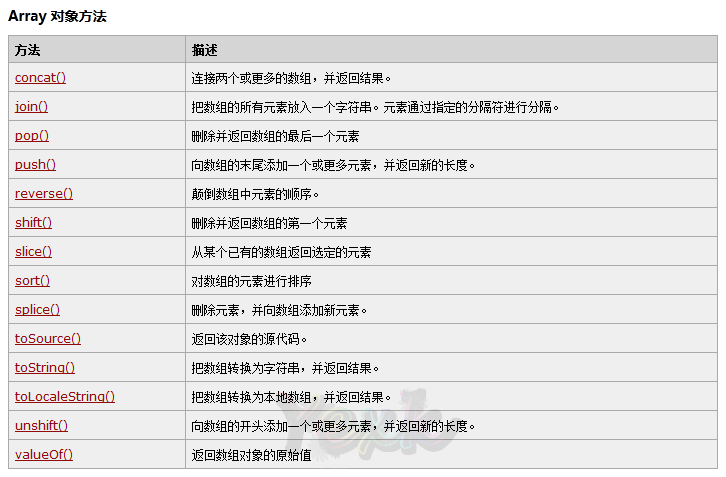 Array 对象方法
方法 描述
concat() 连接两个或更多的数组，并返回结果。
join() 把数组的所有元素放入一个字符串。元素通过指定的分隔符进行分隔。
pop() 删除并返回数组的最后一个元素
push() 向数组的末尾添加一个或更多元素，并返回新的长度。
reverse() 颠倒数组中元素的顺序。
shift() 删除并返回数组的第一个元素
slice() 从某个已有的数组返回选定的元素
sort() 对数组的元素进行排序
splice() 删除元素，并向数组添加新元素。
toSource() 返回该对象的源代码。
toString() 把数组转换为字符串，并返回结果。
toLocaleString() 把数组转换为本地数组，并返回结果。
unshift() 向数组的开头添加一个或更多元素，并返回新的长度。
valueOf() 返回数组对象的原始值